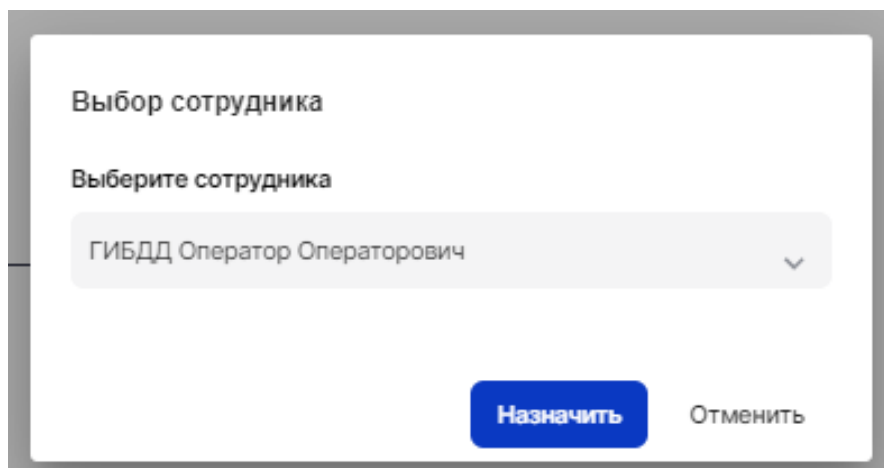 Выбор сотрудника
Выберите сотрудника
ГИБДД Оператор Операторович
Назначить Отменить